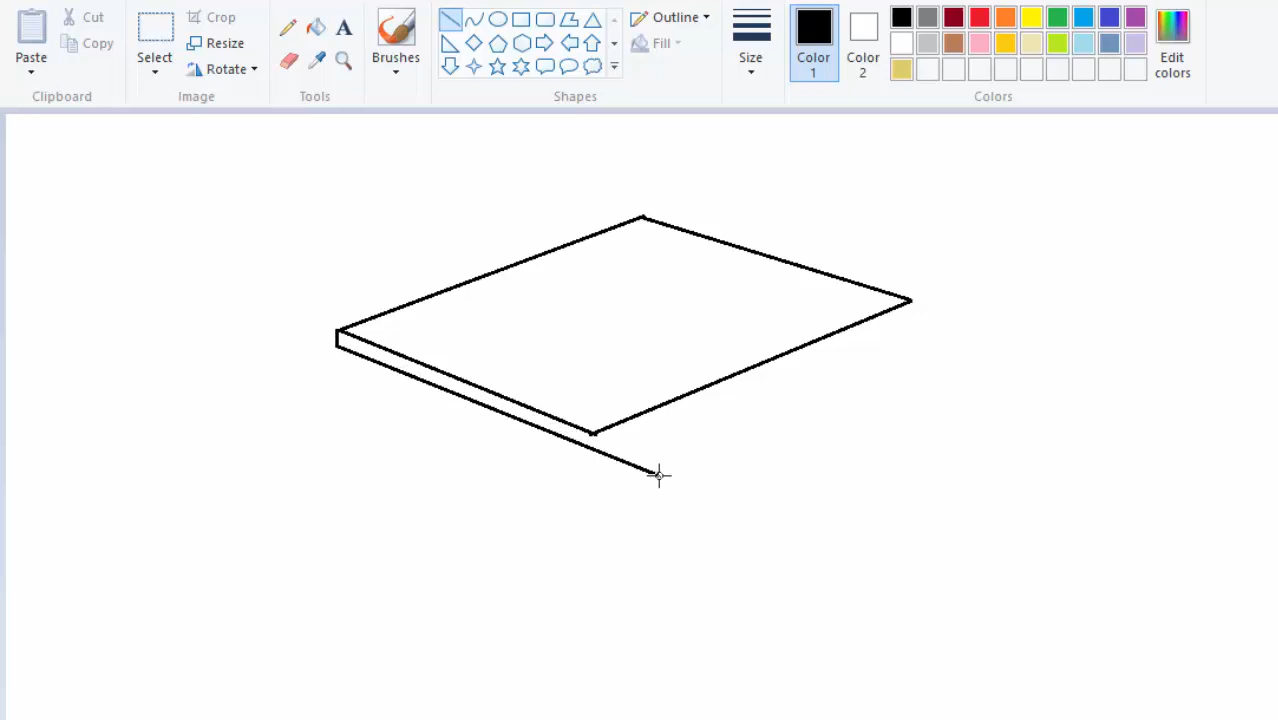 Paste
Cut
Copy
Clipboard
Select
Crop
Resize
Rotate
Image
A
Tools
Brushes
Outline
Fill
Shapes
Size
Color
1
Color
2
Edit
colors
Colors